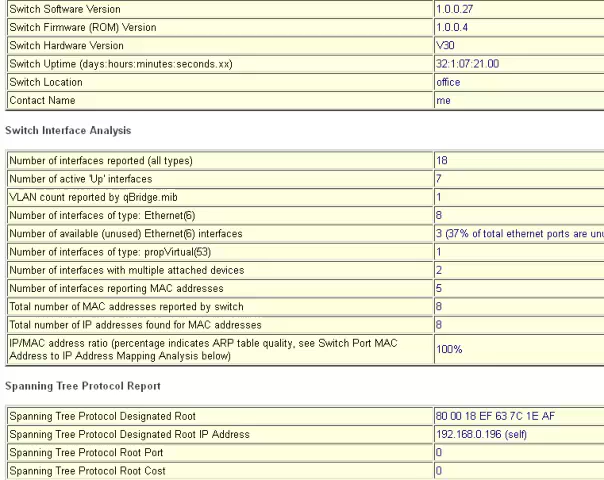 Switch Software Version 1.0.0.27
Switch Firmware (ROM) Version 1.0.0.4
Switch Hardware Version V30
Switch Uptime (days:hours:minutes:seconds.xx) 32:1:07:21.00
Switch Location office
Contact Name me
Switch Interface Analysis
Number of interfaces reported (all types) 18
Number of active 'Up' interfaces 7
VLAN count reported by qBridge.mib 1
Number of interfaces of type: Ethernet(6) 8
Number of available (unused) Ethernet(6) interfaces 3 (37% of total ethernet ports are unu
Number of interfaces of type: propVirtual(53) 1
Number of interfaces with multiple attached devices 2
Number of interfaces reporting MAC addresses 5
Total number of MAC addresses reported by switch 8
Total number of IP addresses found for MAC addresses 8
IP/MAC address ratio (percentage indicates ARP table quality, see Switch Port MAC
Address to IP Address Mapping Analysis below) 100%
Spanning Tree Protocol Report
Spanning Tree Protocol Designated Root 80 00 18 EF 63 7C 1E AF
Spanning Tree Protocol Designated Root IP Address 192.168.0.196 (self)
Spanning Tree Protocol Root Port 0
Spanning Tree Protocol Root Cost 0